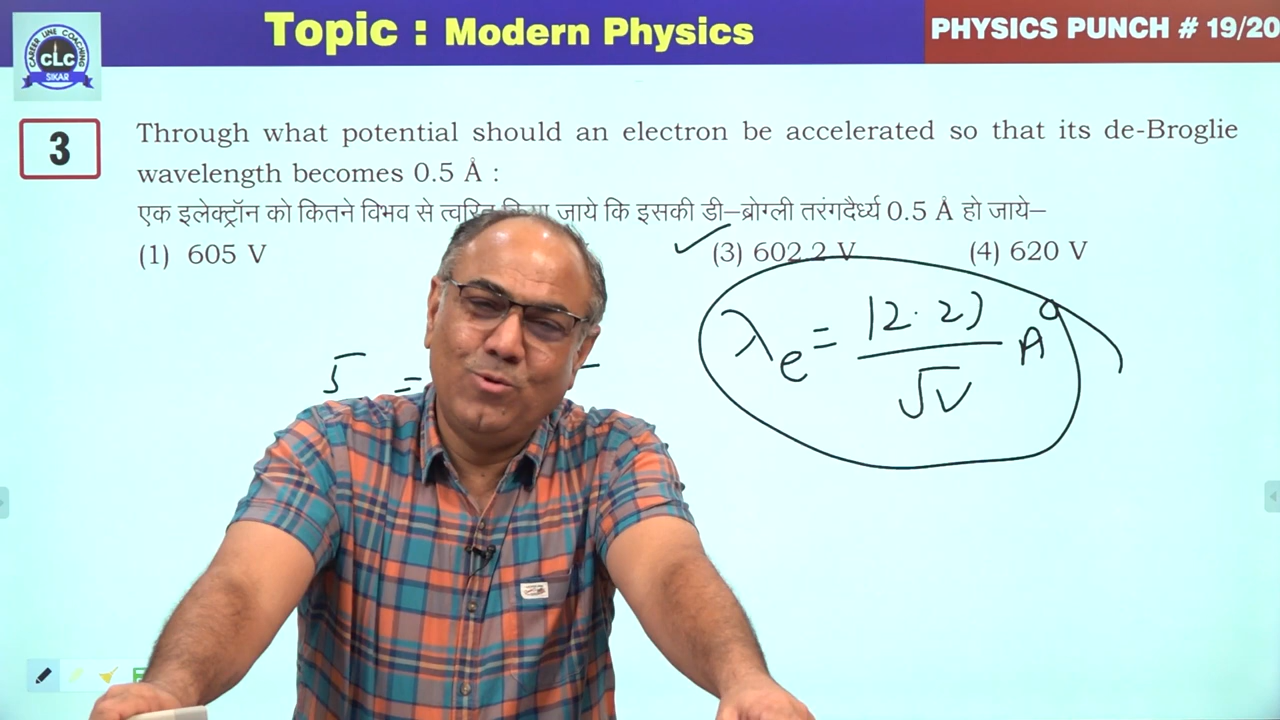 Topic : Modern Physics
PHYSICS PUNCH # 19/20
CAREER LINE COACHING
CLC
SIKAR
3
Through what potential should an electron be accelerated so that its de-Broglie
wavelength becomes 0.5 Å :
एक इलेक्ट्रॉन को कितने विभव से त्वरित किया जाये कि इसकी डी–ब्रोग्ली तरंगदैर्ध्य 0.5 Å हो जाये–
(1) 605 V
(3) 602.2 V
(4) 620 V
λe = 12.27 / √V A°
5 =